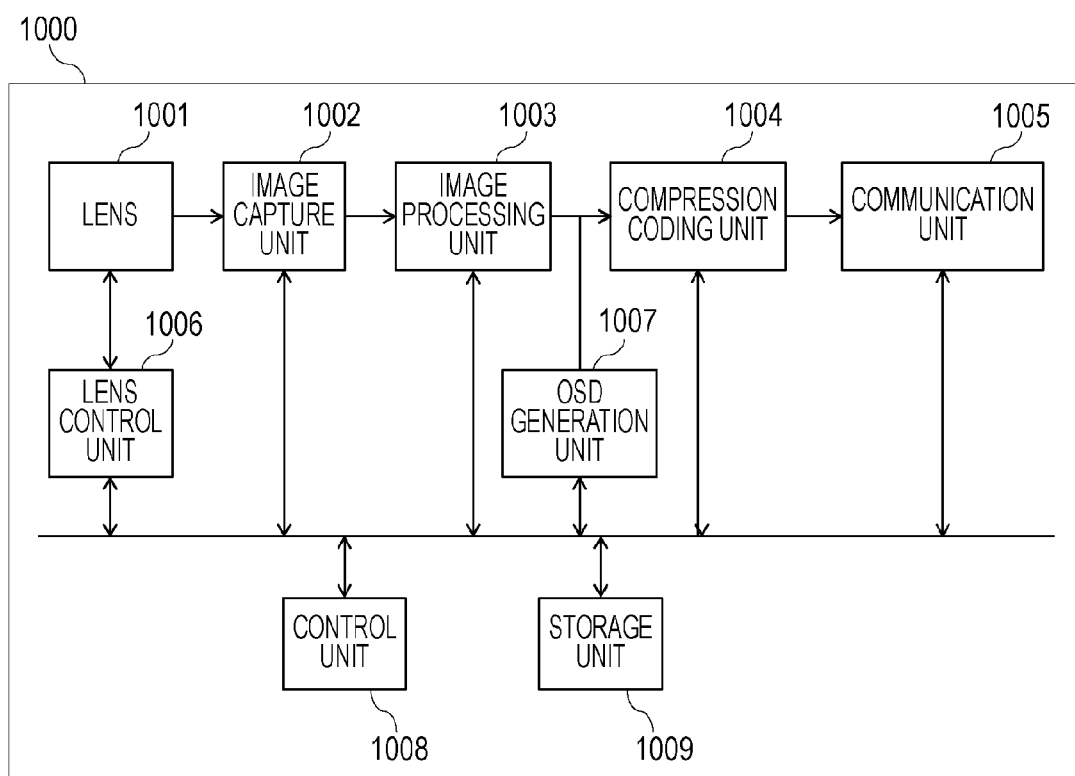 1000
1001
1002
1003
1004
1005
LENS
IMAGE
CAPTURE
UNIT
IMAGE
PROCESSING
UNIT
COMPRESSION
CODING UNIT
COMMUNICATION
UNIT
1006
1007
LENS
CONTROL
UNIT
OSD
GENERATION
UNIT
CONTROL
UNIT
STORAGE
UNIT
1008
1009